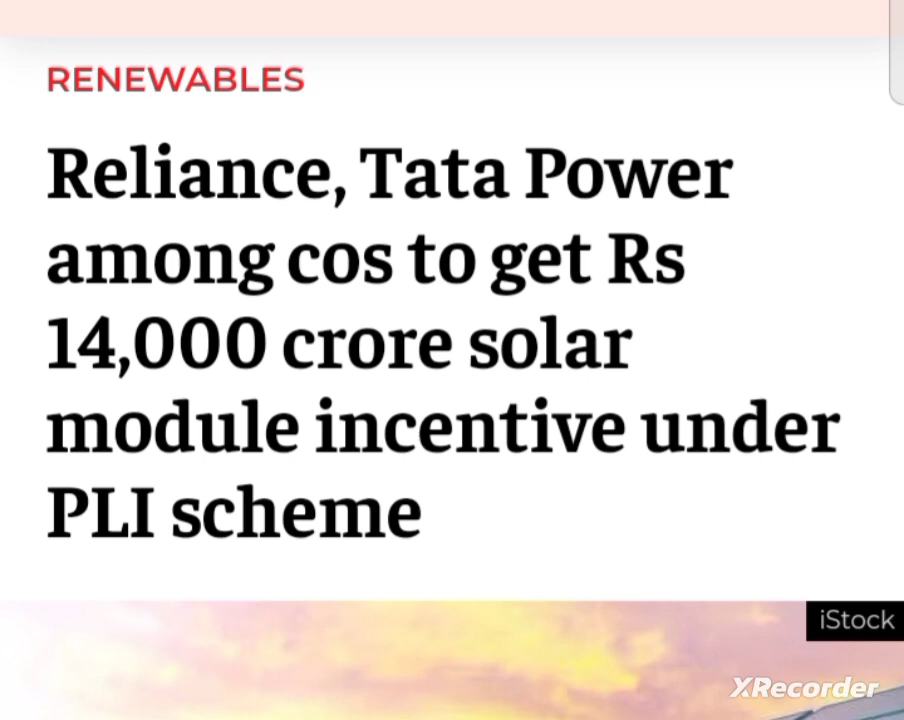 RENEWABLES
Reliance, Tata Power
among cos to get Rs
14,000 crore solar
module incentive under
PLI scheme
iStock
XRecorder